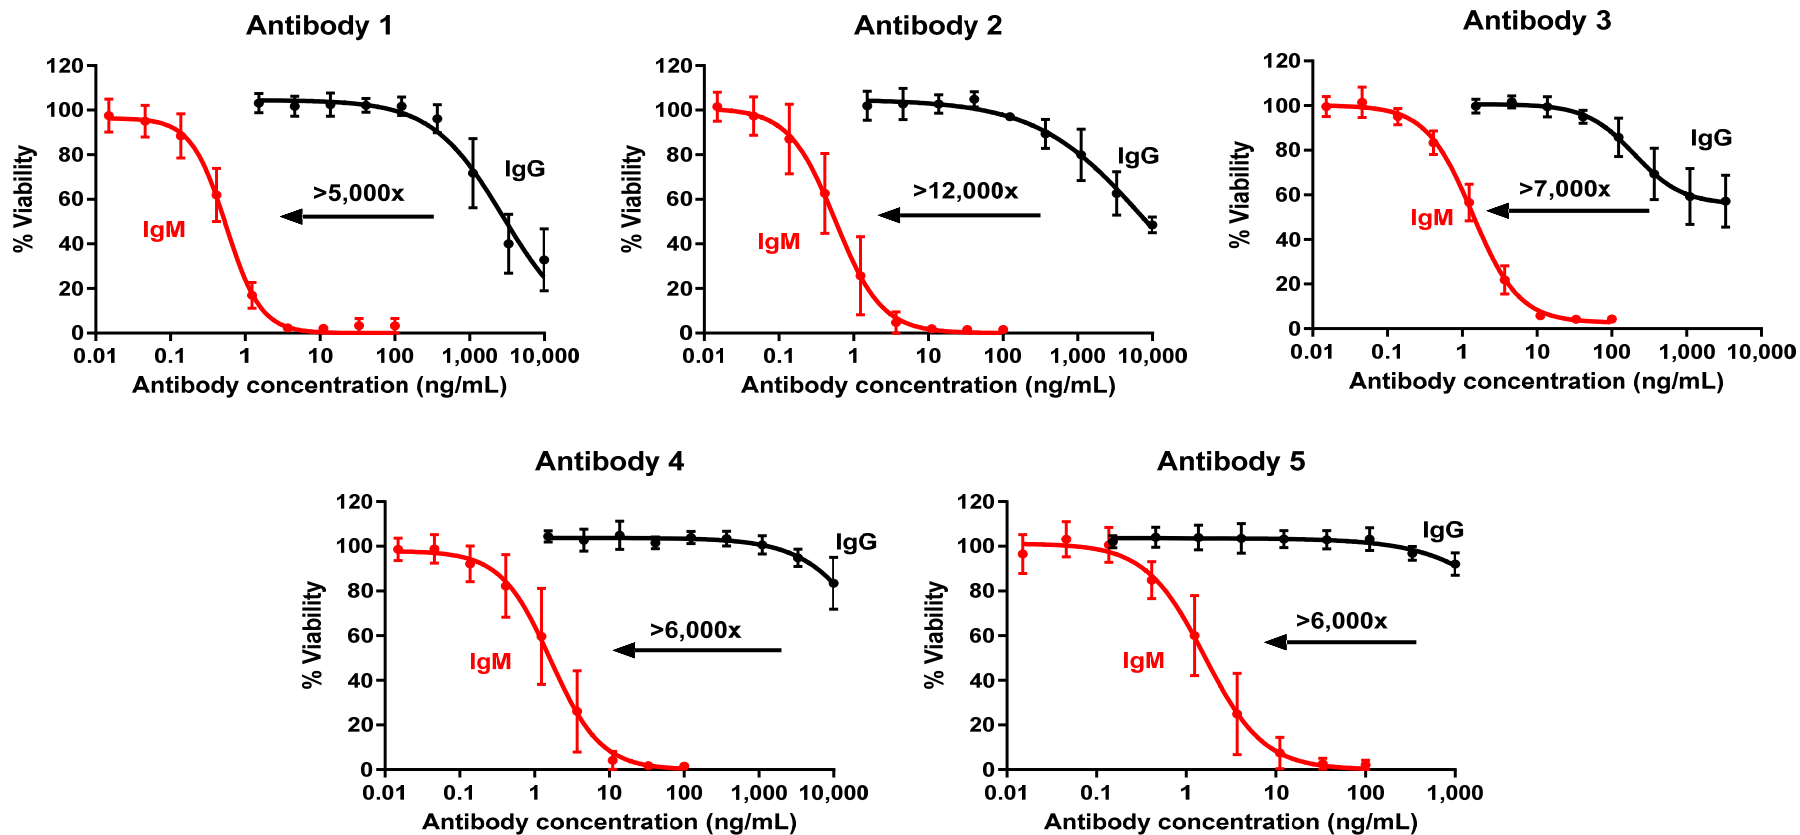 Antibody 1
120
100
80
60
40
20
0
% Viability
IgG
>5,000x
IgM
0.01 0.1 1 10 100 1,000 10,000
Antibody concentration (ng/mL)
Antibody 2
120
100
80
60
40
20
0
% Viability
IgG
>12,000x
IgM
0.01 0.1 1 10 100 1,000 10,000
Antibody concentration (ng/mL)
Antibody 3
120
100
80
60
40
20
0
% Viability
IgG
>7,000x
IgM
0.01 0.1 1 10 100 1,000 10,000
Antibody concentration (ng/mL)
Antibody 4
120
100
80
60
40
20
0
% Viability
IgG
>6,000x
IgM
0.01 0.1 1 10 100 1,000 10,000
Antibody concentration (ng/mL)
Antibody 5
120
100
80
60
40
20
0
% Viability
IgG
>6,000x
IgM
0.01 0.1 1 10 100 1,000
Antibody concentration (ng/mL)